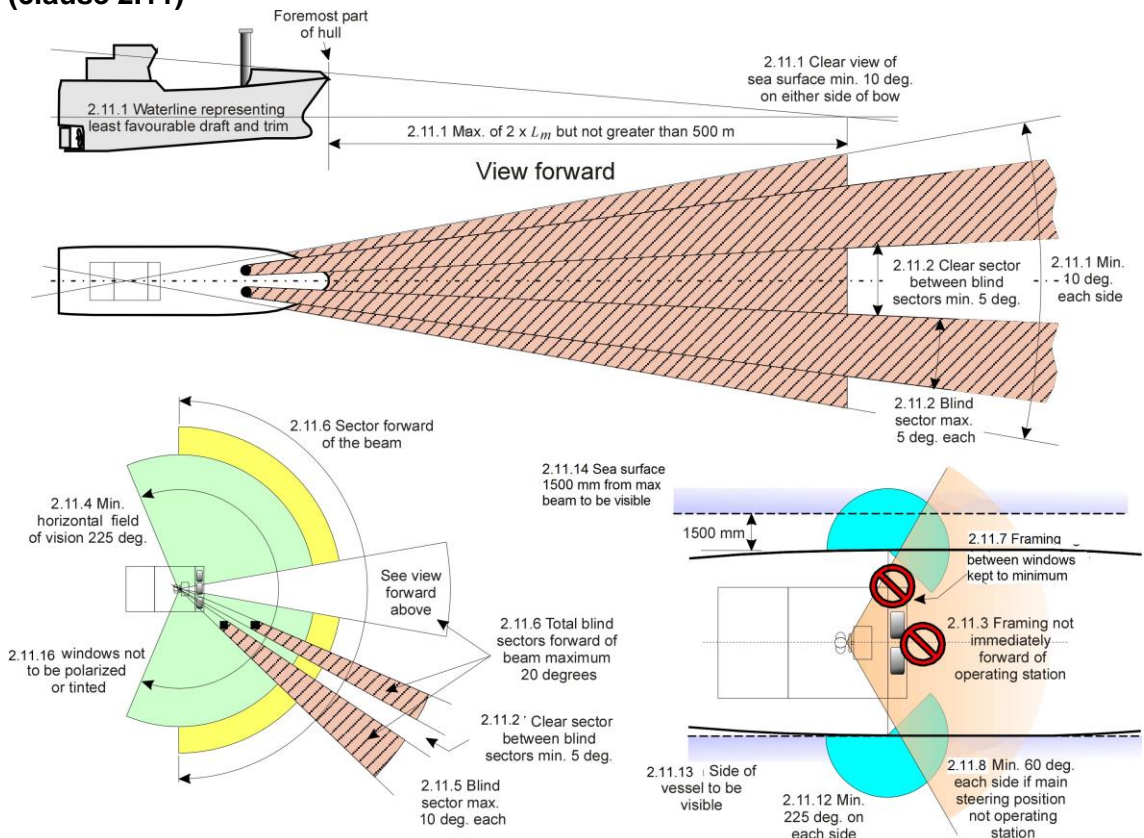 (clause 2.11)
Foremost part
of hull
2.11.1 Clear view of
sea surface min. 10 deg.
on either side of bow
2.11.1 Waterline representing
least favourable draft and trim
2.11.1 Max. of 2 x Lm but not greater than 500 m
View forward
2.11.2 Clear sector
between blind
sectors min. 5 deg.
2.11.1 Min.
10 deg.
each side
2.11.2 Blind
sector max.
5 deg. each
2.11.6 Sector forward
of the beam
2.11.4 Min.
horizontal field
of vision 225 deg.
See view
forward
above
2.11.6 Total blind
sectors forward of
beam maximum
20 degrees
2.11.16 windows not
to be polarized
or tinted
2.11.2 Clear sector
between blind
sectors min. 5 deg.
2.11.5 Blind
sector max.
10 deg. each
2.11.14 Sea surface
1500 mm from max
beam to be visible
1500 mm
2.11.7 Framing
between windows
kept to minimum
2.11.3 Framing not
immediately
forward of
operating station
2.11.13 Side of
vessel to be
visible
2.11.12 Min.
225 deg. on
each side
2.11.8 Min. 60 deg.
each side if main
steering position
not operating
station